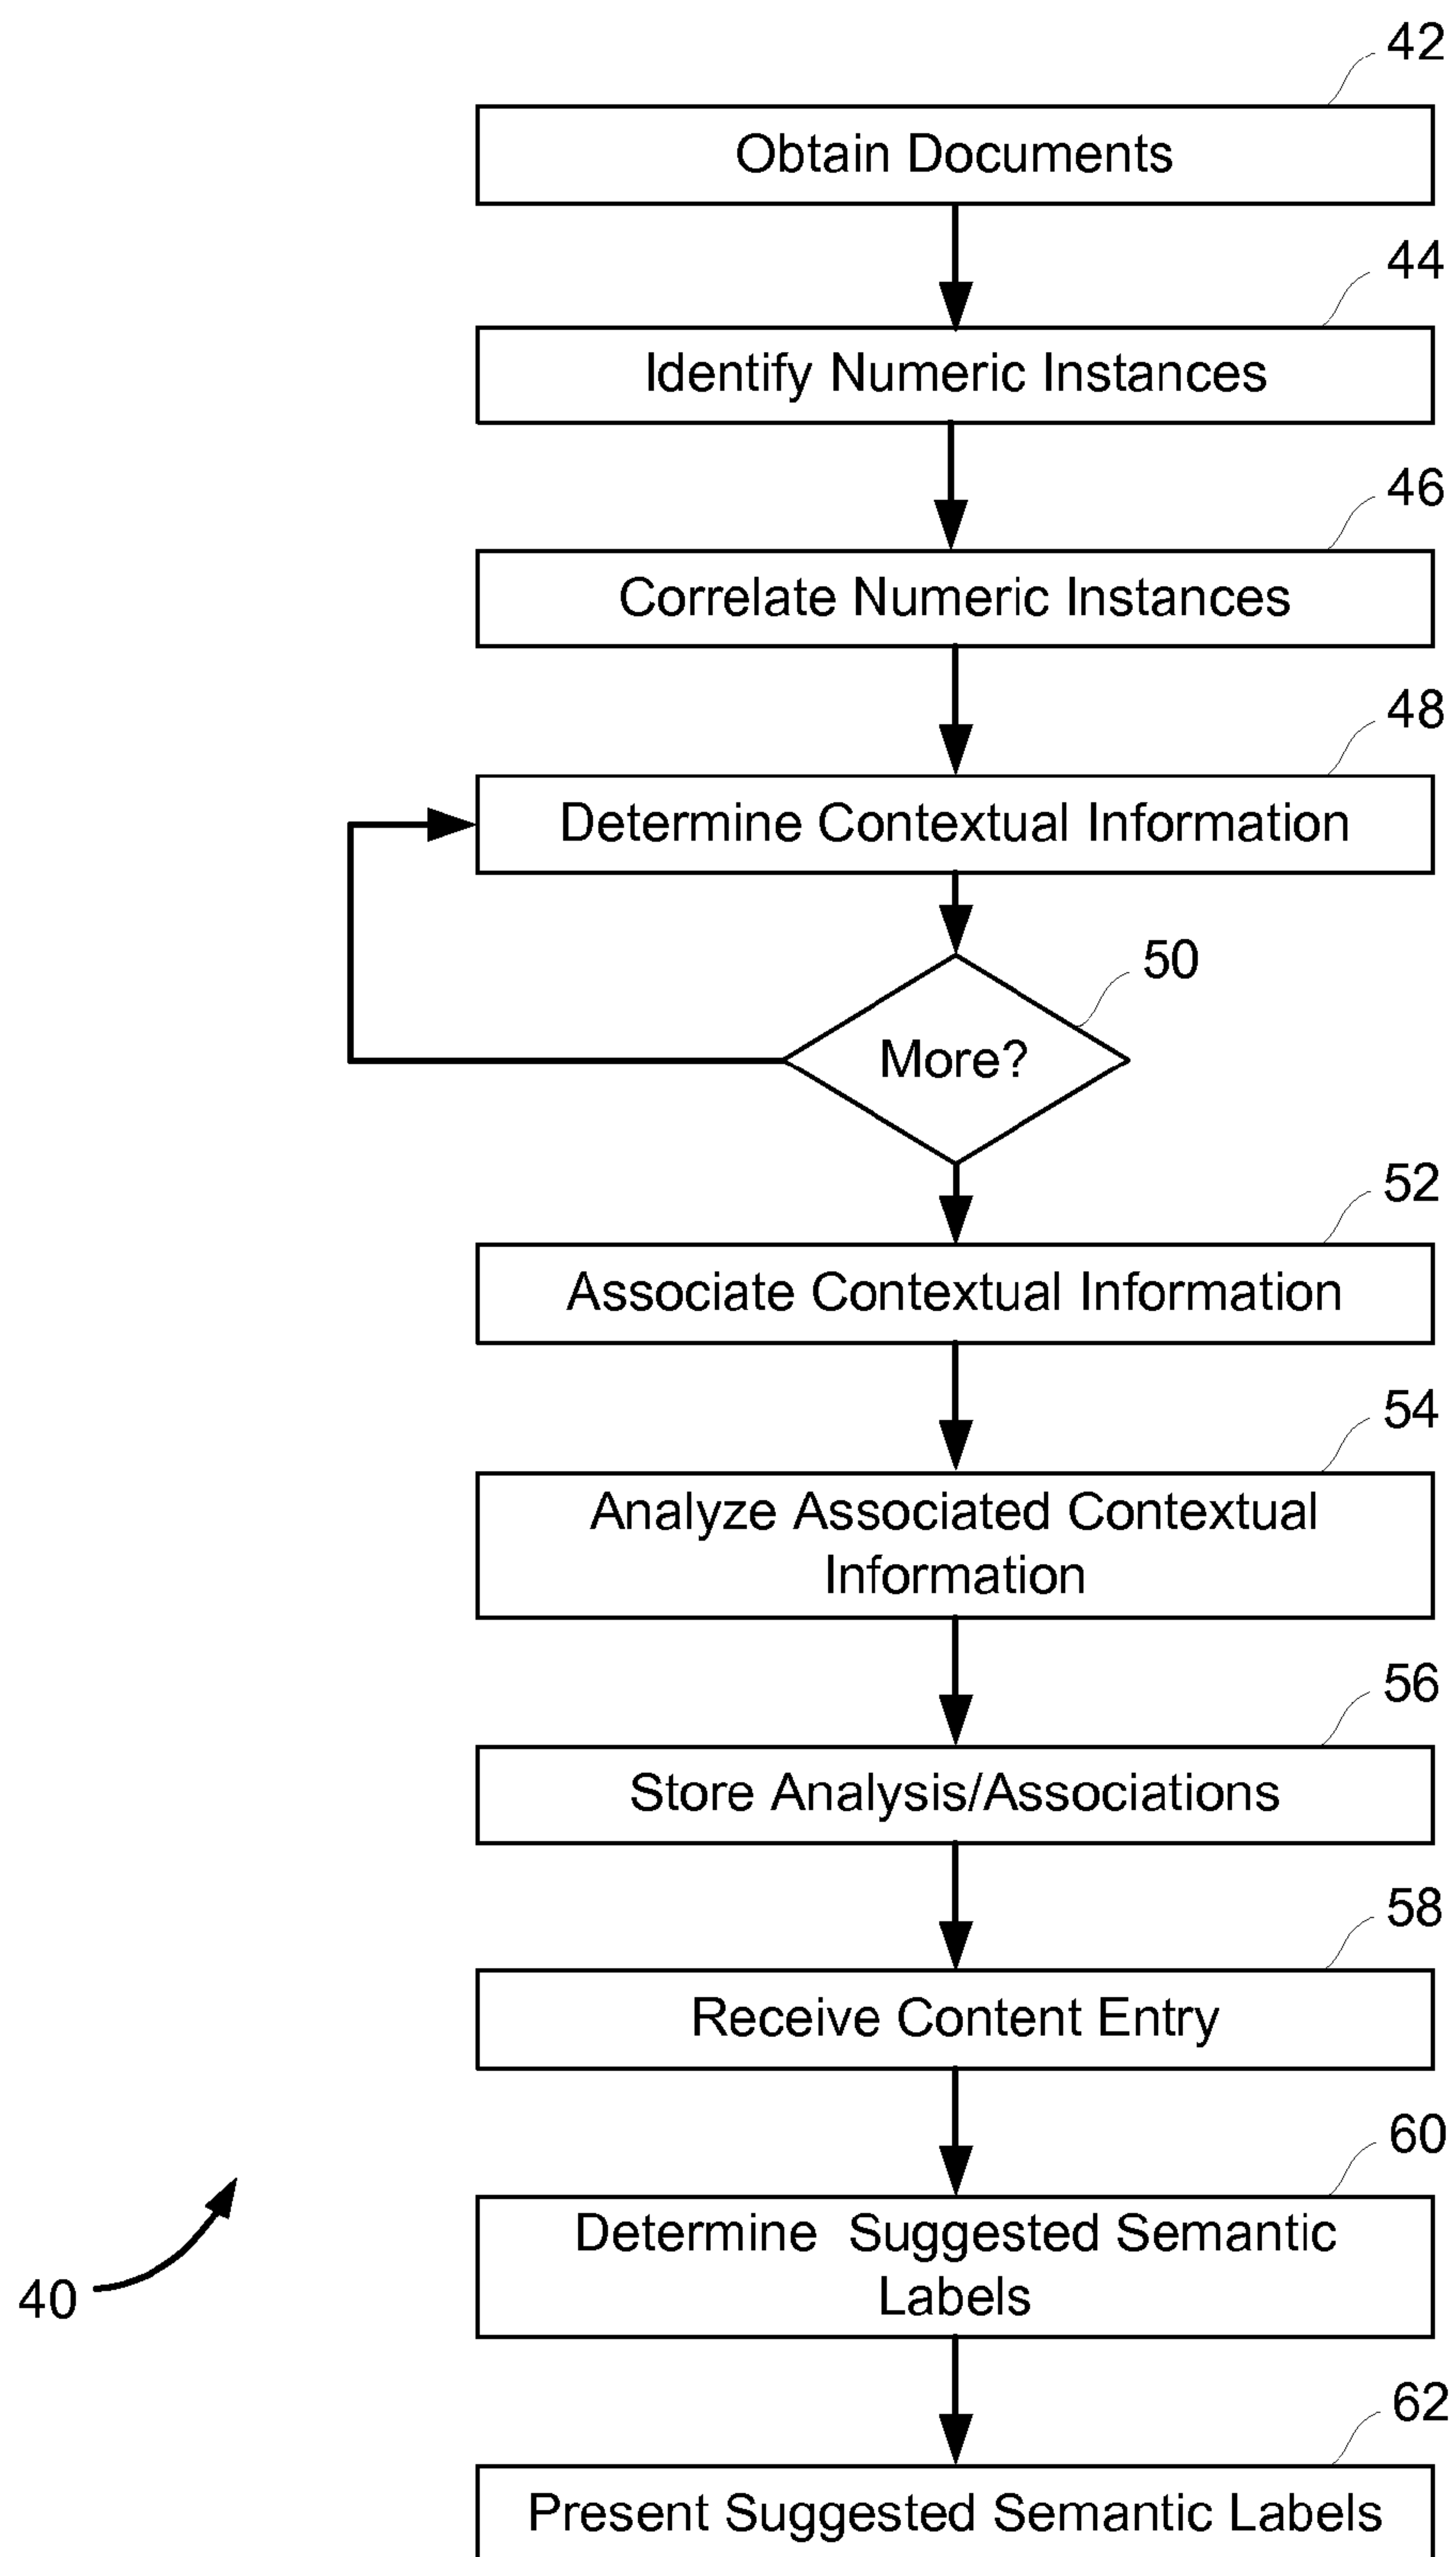 42
Obtain Documents
44
Identify Numeric Instances
46
Correlate Numeric Instances
48
Determine Contextual Information
50
More?
52
Associate Contextual Information
54
Analyze Associated Contextual
Information
56
Store Analysis/Associations
58
Receive Content Entry
60
Determine Suggested Semantic
Labels
40
62
Present Suggested Semantic Labels